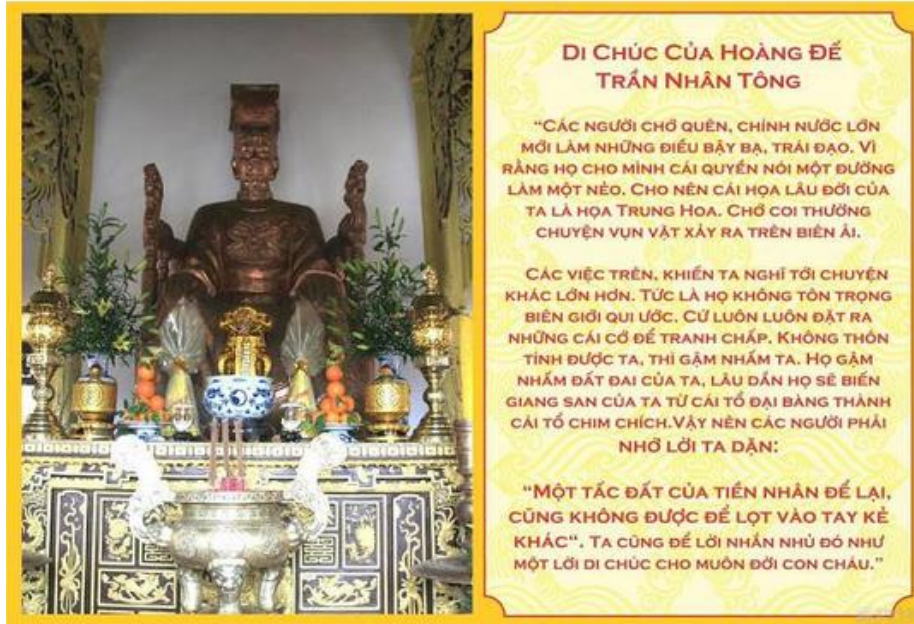 DI CHÚC CỦA HOÀNG ĐẾ
TRẦN NHÂN TÔNG
"CÁC NGƯỜI CHỚ QUÊN, CHÍNH NƯỚC LỚN
MỚI LÀM NHỮNG ĐIỀU BẬY BẠ, TRÁI ĐẠO. VÌ
RẰNG HỌ CHO MÌNH CÁI QUYỀN NÓI MỘT ĐƯỜNG
LÀM MỘT NẺO. CHO NÊN CÁI HỌA LÂU ĐỜI CỦA
TA LÀ HỌA TRUNG HOA. CHỚ COI THƯỜNG
CHUYỆN VỤN VẶT XẢY RA TRÊN BIÊN ẢI.
CÁC VIỆC TRÊN, KHIẾN TA NGHĨ TỚI CHUYỆN
KHÁC LỚN HƠN. TỨC LÀ HỌ KHÔNG TÔN TRỌNG
BIÊN GIỚI QUI ƯỚC. CỨ LUÔN LUÔN ĐẶT RA
NHỮNG CÁI CỚ ĐỂ TRANH CHẤP. KHÔNG THÔN
TÍNH ĐƯỢC TA, THÌ GẬM NHẤM TA. HỌ GẬM
NHẤM ĐẤT ĐAI CỦA TA, LÂU DẦN HỌ SẼ BIẾN
GIANG SAN CỦA TA TỪ CÁI TỔ ĐẠI BÀNG THÀNH
CÁI TỔ CHIM CHÍCH.VẬY NÊN CÁC NGƯỜI PHẢI
NHỚ LỜI TA DẶN:
"MỘT TẤC ĐẤT CỦA TIỀN NHÂN ĐỂ LẠI,
CŨNG KHÔNG ĐƯỢC ĐỂ LỌT VÀO TAY KẺ
KHÁC". TA CŨNG ĐỂ LỜI NHẮN NHỦ ĐÓ NHƯ
MỘT LỜI DI CHÚC CHO MUÔN ĐỜI CON CHÁU."